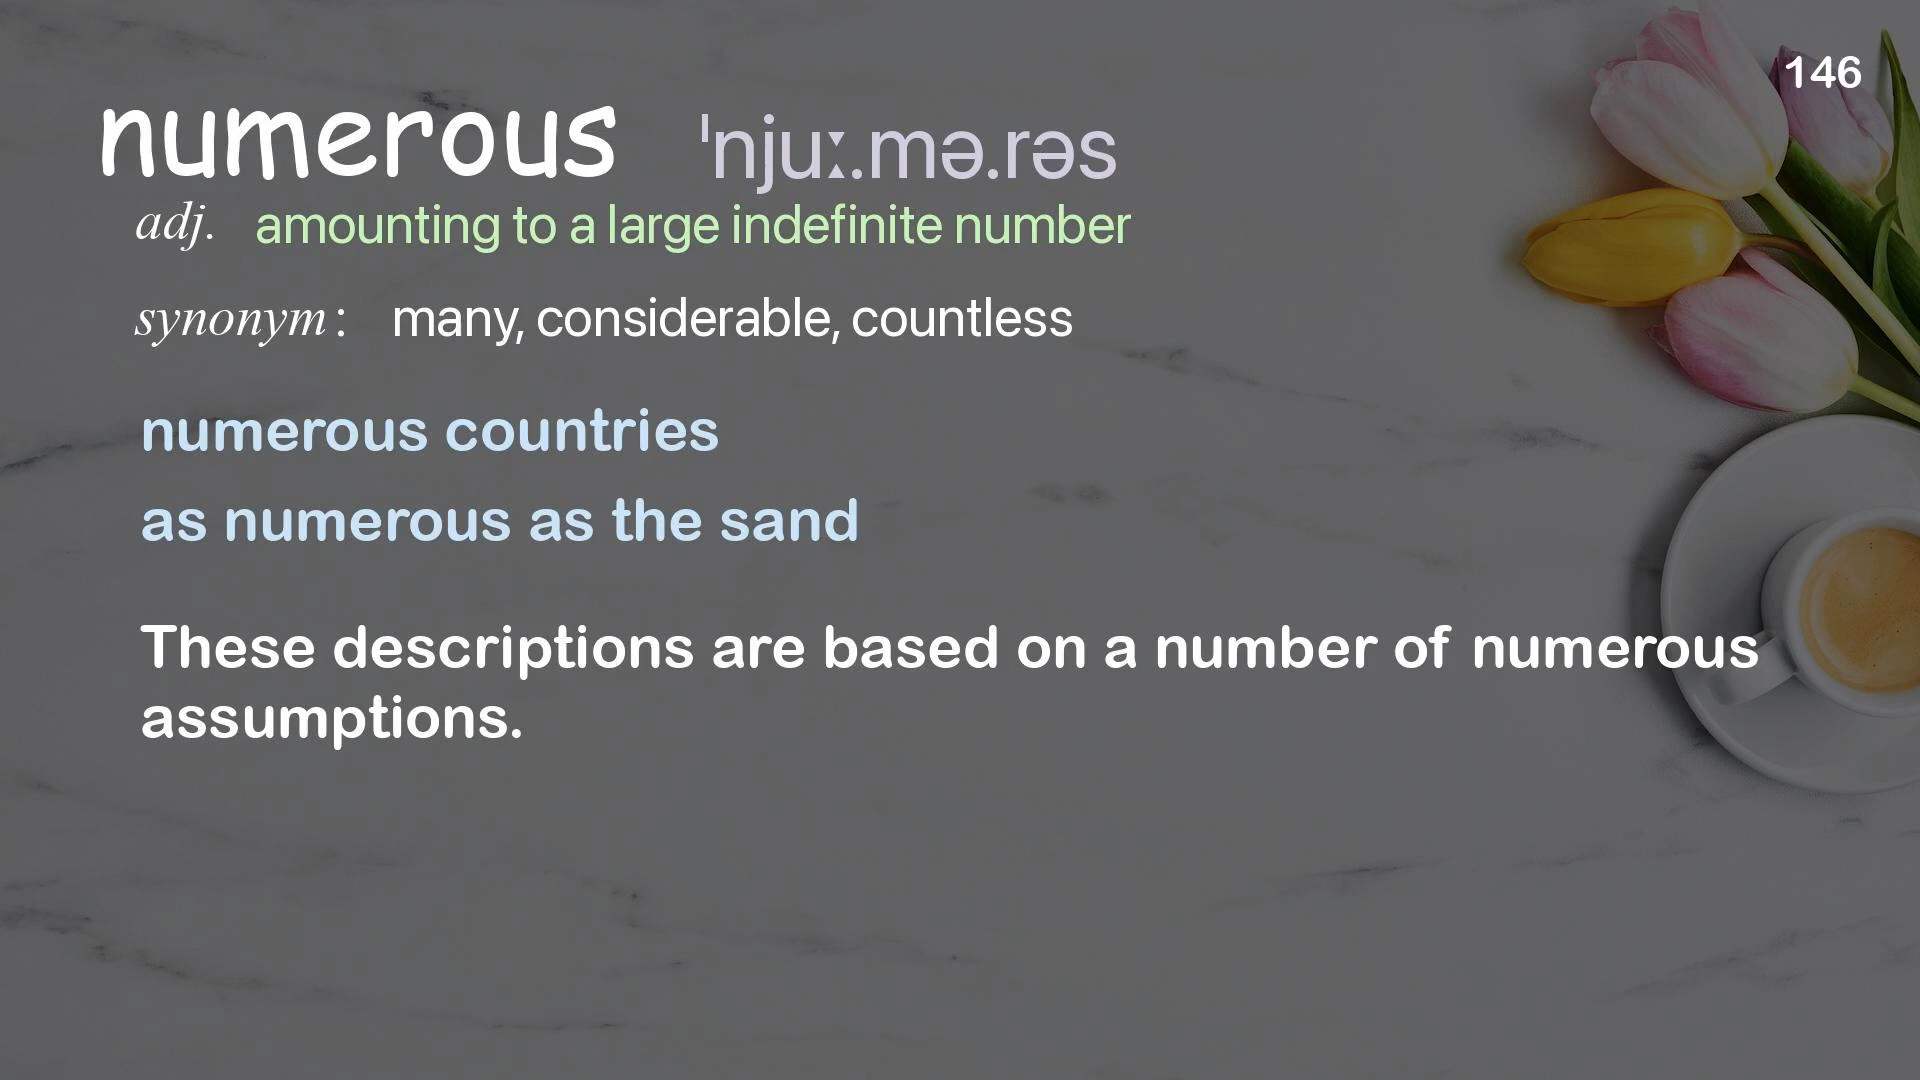 146
numerous ˈnjuː.mə.rəs
adj. amounting to a large indefinite number
synonym : many, considerable, countless
numerous countries
as numerous as the sand
These descriptions are based on a number of numerous
assumptions.